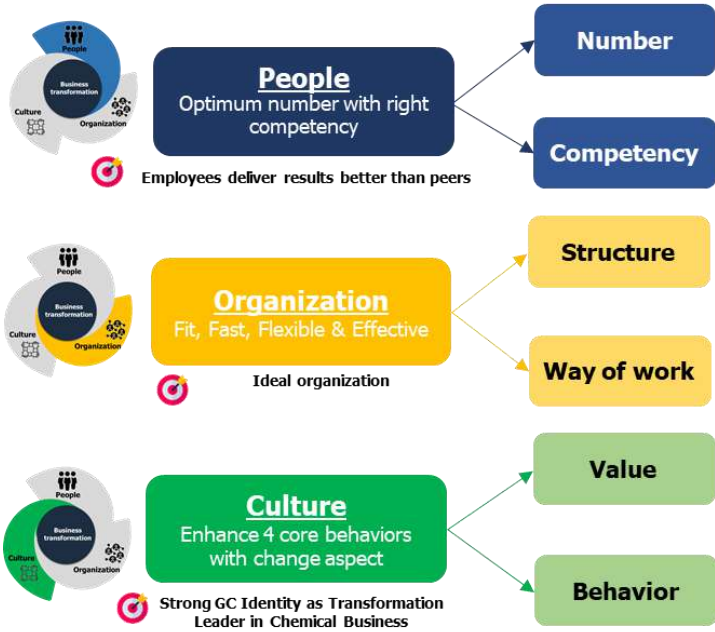 People
Business
transformation
Culture
Organization
People
Optimum number with right
competency
Employees deliver results better than peers
Number
Competency
People
Business
transformation
Culture
Organization
Organization
Fit, Fast, Flexible & Effective
Ideal organization
Structure
Way of work
People
Business
transformation
Culture
Organization
Culture
Enhance 4 core behaviors
with change aspect
Strong GC Identity as Transformation
Leader in Chemical Business
Value
Behavior